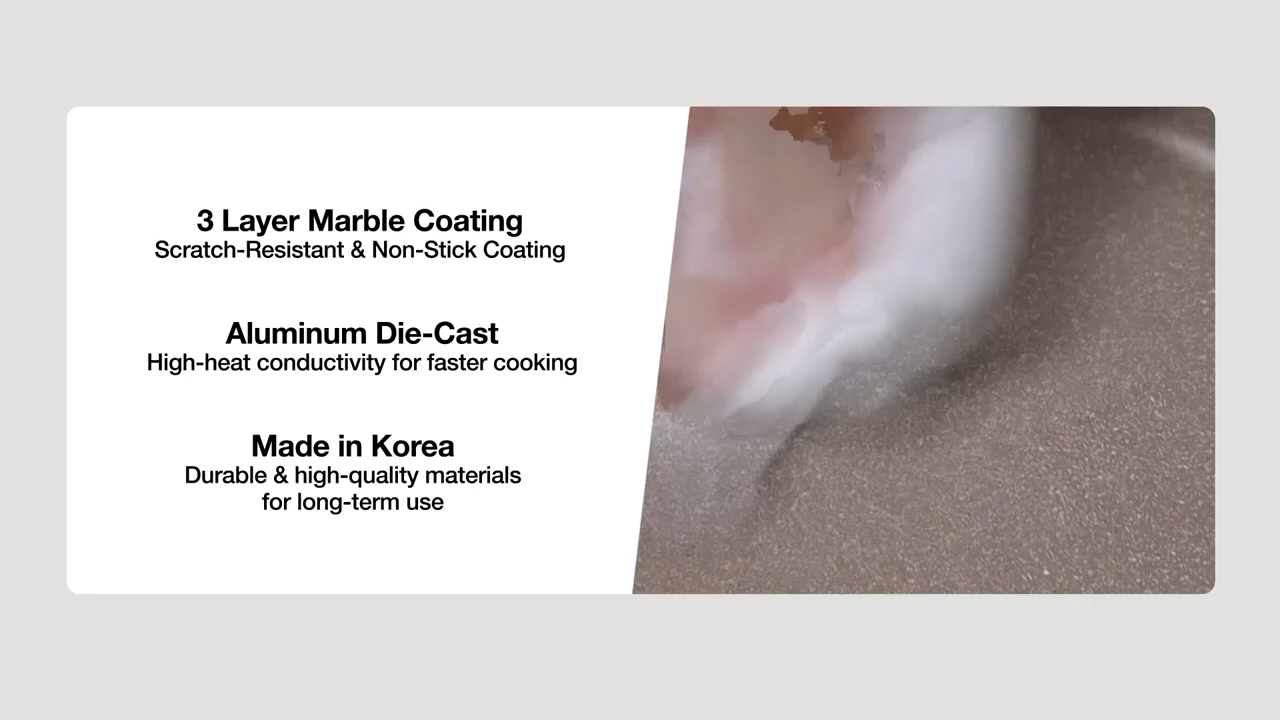 3 Layer Marble Coating
Scratch-Resistant & Non-Stick Coating
Aluminum Die-Cast
High-heat conductivity for faster cooking
Made in Korea
Durable & high-quality materials
for long-term use